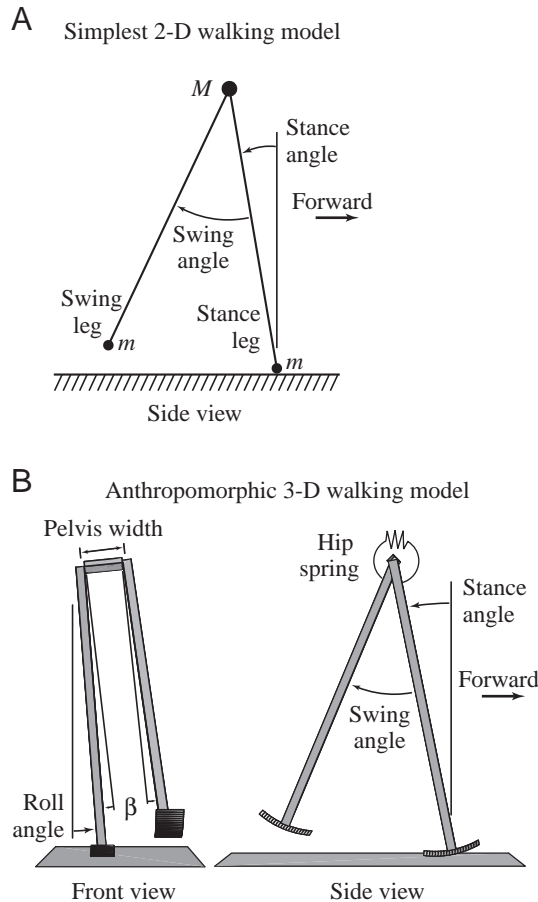 A
Simplest 2-D walking model
M
Stance
angle
Forward
Swing
angle
Swing
leg
Stance
leg
m
m
Side view
B
Anthropomorphic 3-D walking model
Pelvis width
Hip
spring
Stance
angle
Forward
Swing
angle
Roll
angle
β
Front view
Side view